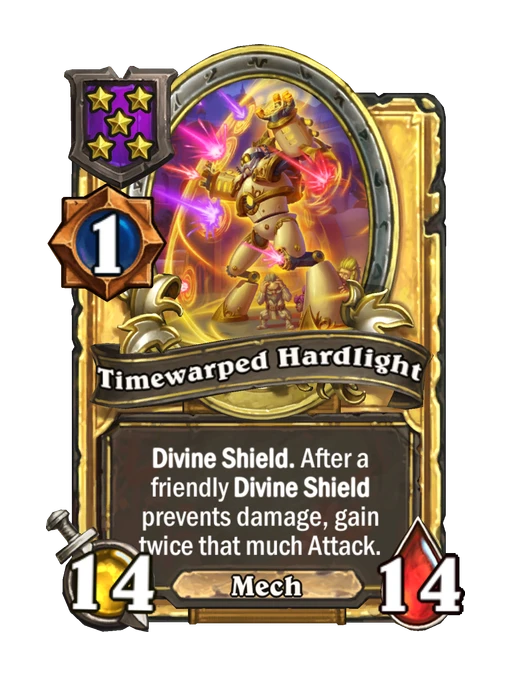 1
Timewarped Hardlight
Divine Shield. After a
friendly Divine Shield
prevents damage, gain
twice that much Attack.
14
Mech
14